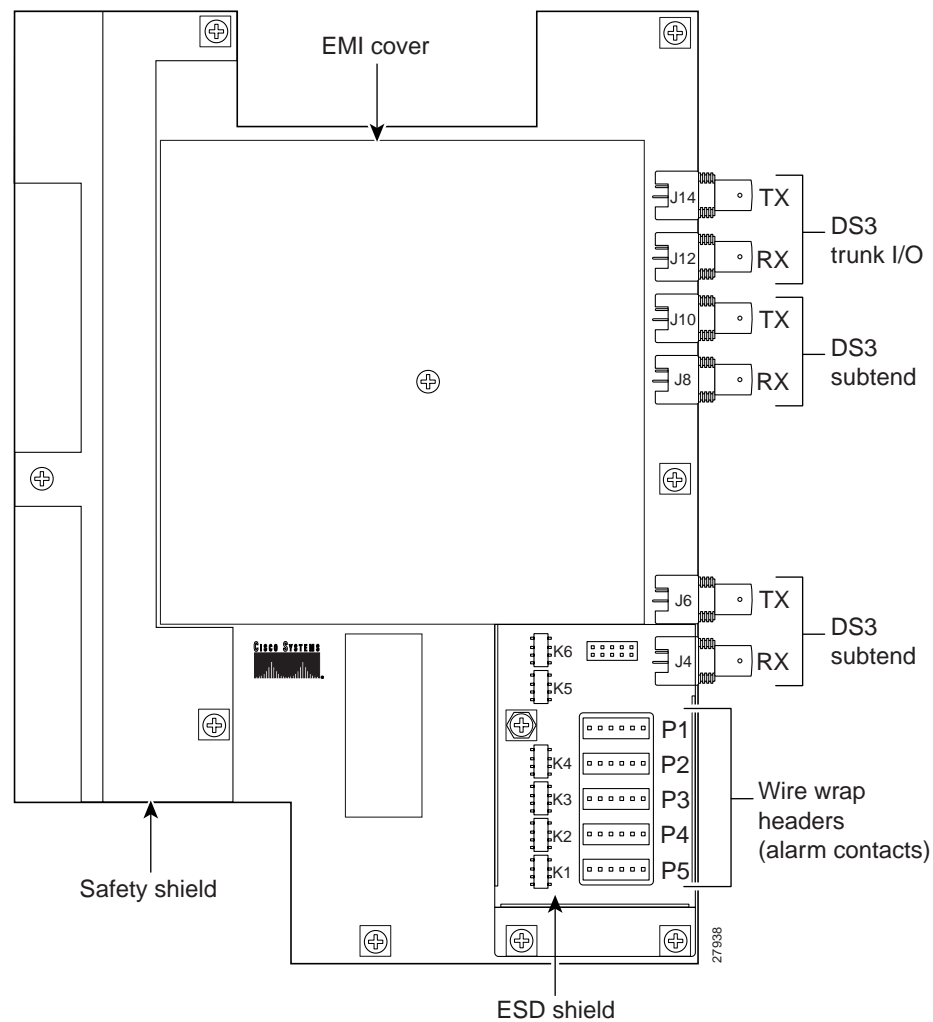 EMI cover
J14
TX
J12
RX
DS3
trunk I/O
J10
TX
J8
RX
DS3
subtend
J6
TX
J4
RX
DS3
subtend
CISCO SYSTEMS
K6
K5
K4
K3
K2
K1
P1
P2
P3
P4
P5
Wire wrap
headers
(alarm contacts)
Safety shield
27938
ESD shield